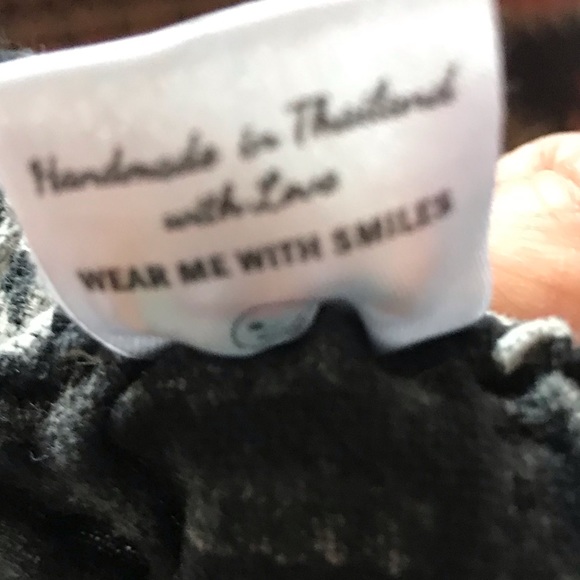 Handmade in Thailand
with Love
WEAR ME WITH SMILES